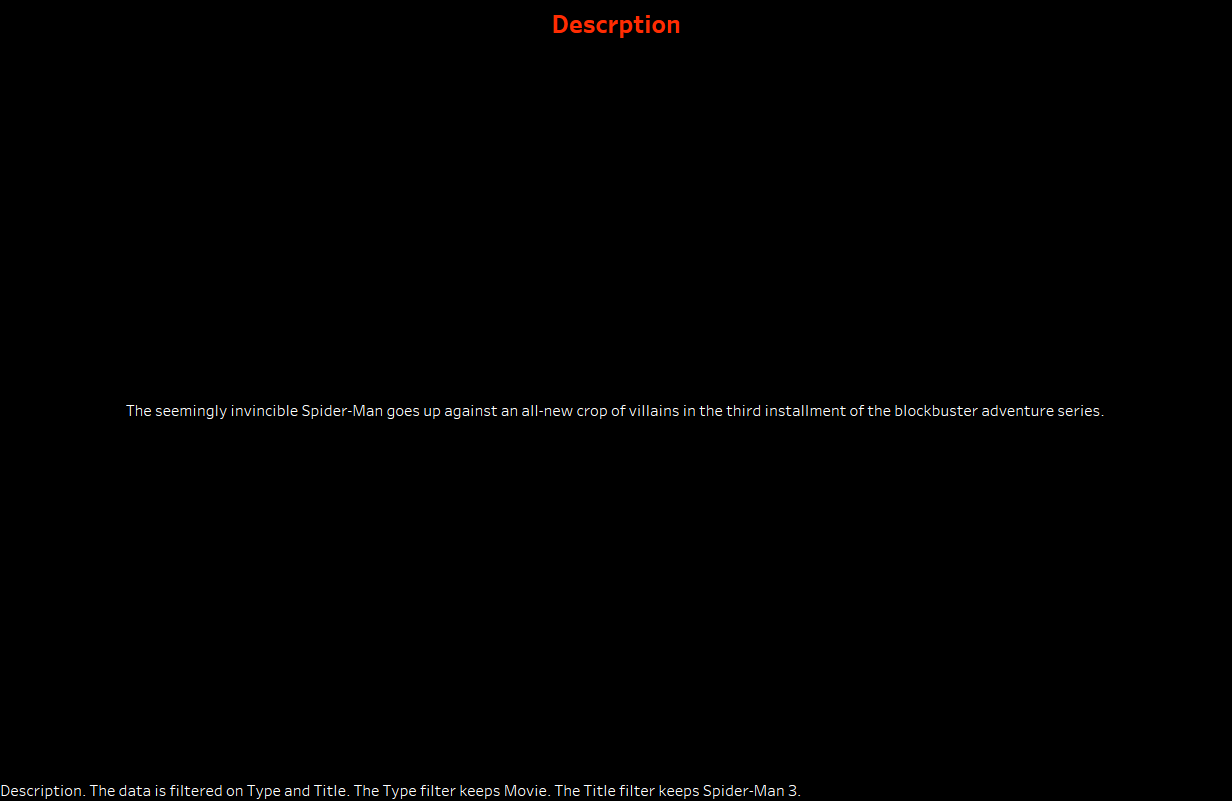 Descrption
The seemingly invincible Spider-Man goes up against an all-new crop of villains in the third installment of the blockbuster adventure series.
Description. The data is filtered on Type and Title. The Type filter keeps Movie. The Title filter keeps Spider-Man 3.